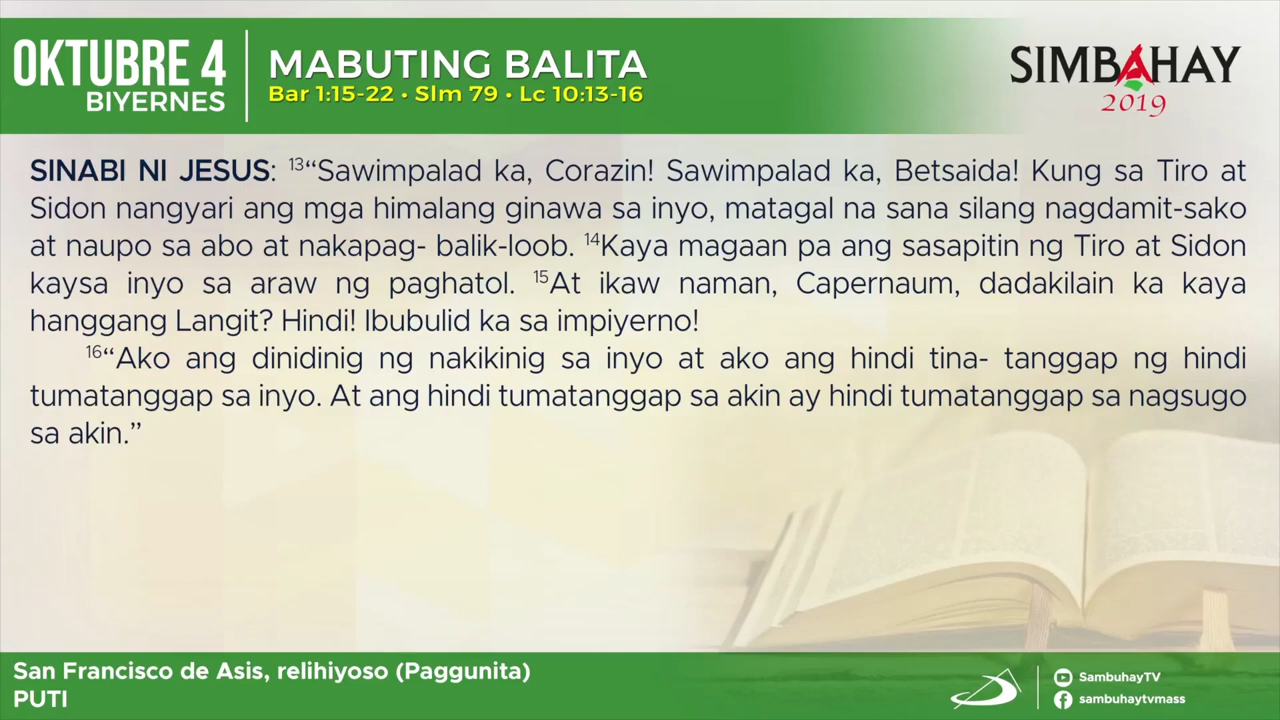 OKTUBRE 4
BIYERNES
MABUTING BALITA
Bar 1:15-22 • Slm 79 • Lc 10:13-16
SIMBAHAY
2019
SINABI NI JESUS: 13“Sawimpalad ka, Corazin! Sawimpalad ka, Betsaida! Kung sa Tiro at
Sidon nangyari ang mga himalang ginawa sa inyo, matagal na sana silang nagdamit-sako
at naupo sa abo at nakapag- balik-loob. 14Kaya magaan pa ang sasapitin ng Tiro at Sidon
kaysa inyo sa araw ng paghatol. 15At ikaw naman, Capernaum, dadakilain ka kaya
hanggang Langit? Hindi! Ibubulid ka sa impiyerno!
16“Ako ang dinidinig ng nakikinig sa inyo at ako ang hindi tina- tanggap ng hindi
tumatanggap sa inyo. At ang hindi tumatanggap sa akin ay hindi tumatanggap sa nagsugo
sa akin.”
San Francisco de Asis, relihiyoso (Paggunita)
PUTI
SambuhayTV
sambuhaytvmass